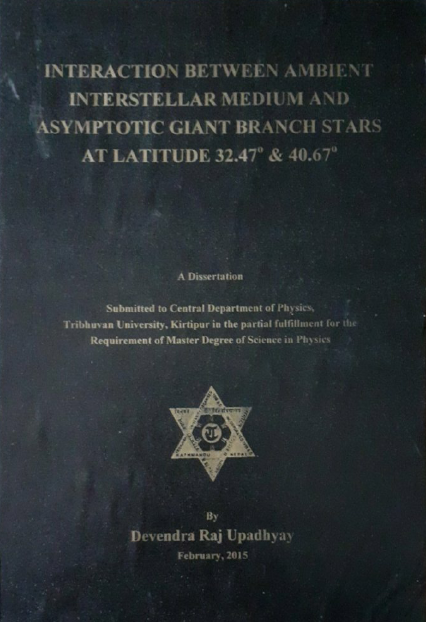 INTERACTION BETWEEN AMBIENT
INTERSTELLAR MEDIUM AND
ASYMPTOTIC GIANT BRANCH STARS
AT LATITUDE 32.47° & 40.67°
A Dissertation
Submitted to Central Department of Physics,
Tribhuvan University, Kirtipur in the partial fulfillment for the
Requirement of Master Degree of Science in Physics
KATHMANDU NEPAL
By
Devendra Raj Upadhyay
February, 2015